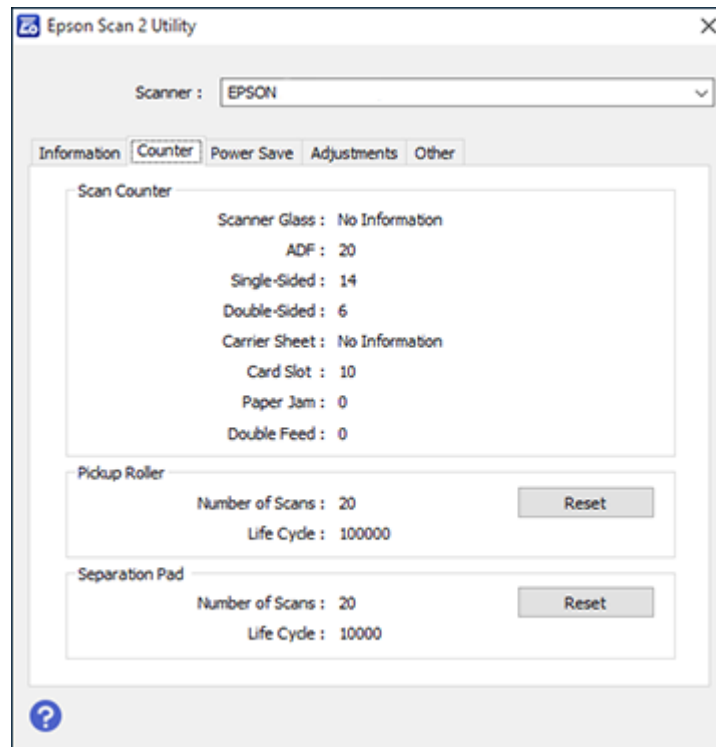 Epson Scan 2 Utility
Scanner : EPSON
Information Counter Power Save Adjustments Other
Scan Counter
Scanner Glass : No Information
ADF : 20
Single-Sided : 14
Double-Sided : 6
Carrier Sheet : No Information
Card Slot : 10
Paper Jam : 0
Double Feed : 0
Pickup Roller
Number of Scans : 20 Reset
Life Cycle : 100000
Separation Pad
Number of Scans : 20 Reset
Life Cycle : 10000
?